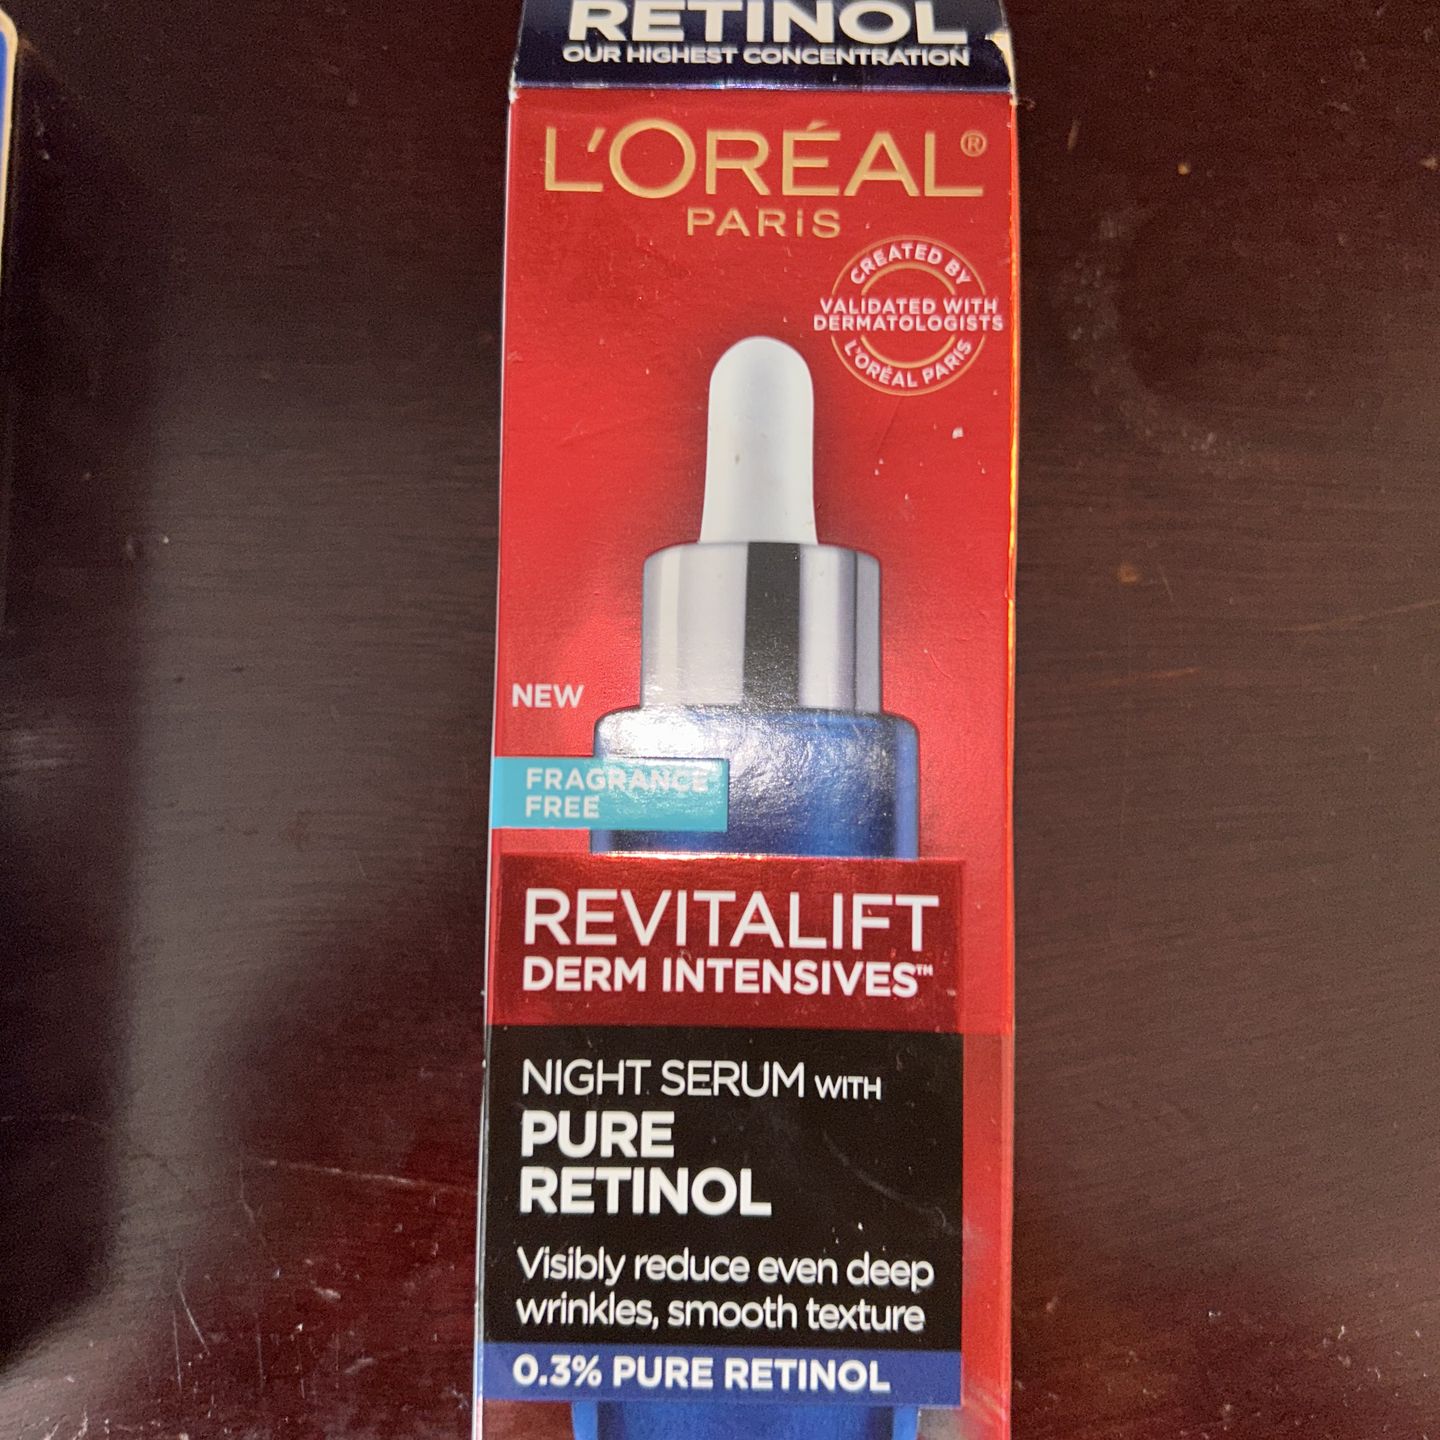 RETINOL
OUR HIGHEST CONCENTRATION
L'ORÉAL®
PARiS
CREATED BY
VALIDATED WITH
DERMATOLOGISTS
L'ORÉAL PARIS
NEW
FRAGRANCE
FREE
REVITALIFT
DERM INTENSIVES™
NIGHT SERUM WITH
PURE
RETINOL
Visibly reduce even deep
wrinkles, smooth texture
0.3% PURE RETINOL